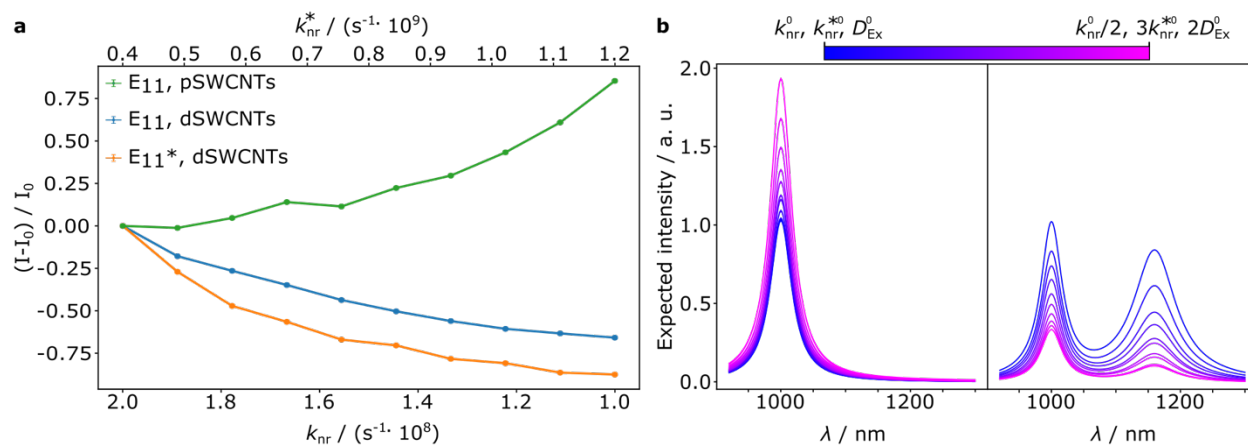 a
k*nr / (s⁻¹· 10⁹)
0.4 0.5 0.6 0.7 0.8 0.9 1.0 1.1 1.2
(I-I₀) / I₀
0.75
0.50
0.25
0.00
-0.25
-0.50
-0.75
E₁₁, pSWCNTs
E₁₁, dSWCNTs
E₁₁*, dSWCNTs
2.0 1.8 1.6 1.4 1.2 1.0
knr / (s⁻¹· 10⁸)
b
k⁰nr, k*⁰nr D⁰Ex
k⁰nr/2, 3k*⁰nr, 2D⁰Ex
Expected intensity / a. u.
2.0
1.5
1.0
0.5
0.0
1000 1200 1000 1200
λ / nm λ / nm